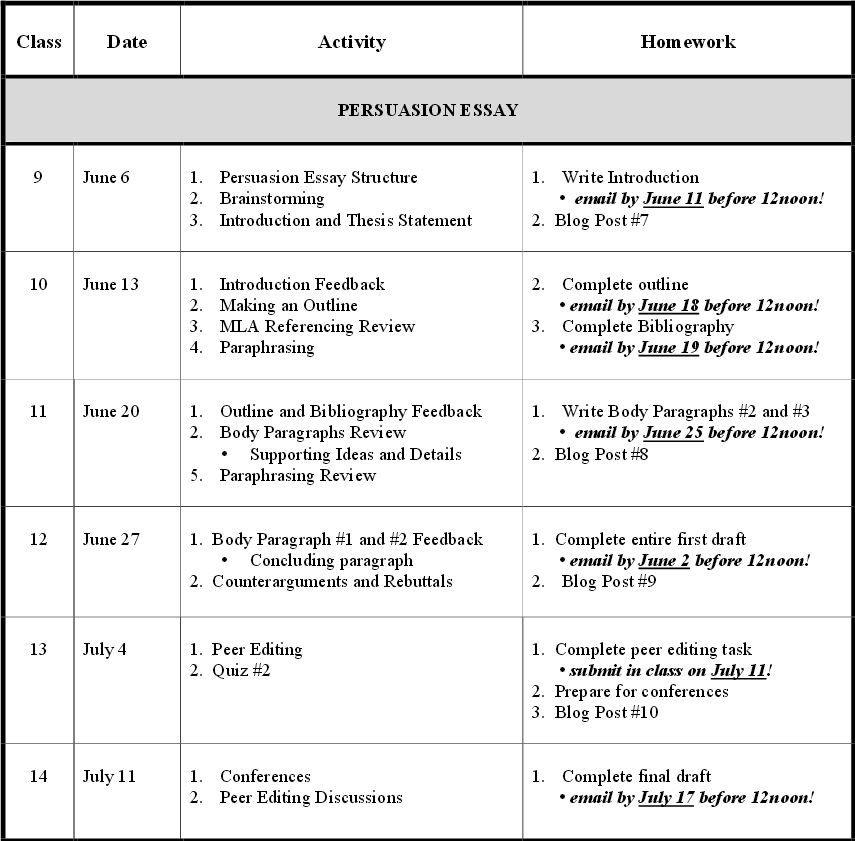 Class Date Activity Homework
PERSUASION ESSAY
9 June 6
1. Persuasion Essay Structure
2. Brainstorming
3. Introduction and Thesis Statement
1. Write Introduction
• email by June 11 before 12noon!
2. Blog Post #7
10 June 13
1. Introduction Feedback
2. Making an Outline
3. MLA Referencing Review
4. Paraphrasing
2. Complete outline
• email by June 18 before 12noon!
3. Complete Bibliography
• email by June 19 before 12noon!
11 June 20
1. Outline and Bibliography Feedback
2. Body Paragraphs Review
• Supporting Ideas and Details
5. Paraphrasing Review
1. Write Body Paragraphs #2 and #3
• email by June 25 before 12noon!
2. Blog Post #8
12 June 27
1. Body Paragraph #1 and #2 Feedback
• Concluding paragraph
2. Counterarguments and Rebuttals
1. Complete entire first draft
• email by June 2 before 12noon!
2. Blog Post #9
13 July 4
1. Peer Editing
2. Quiz #2
1. Complete peer editing task
• submit in class on July 11!
2. Prepare for conferences
3. Blog Post #10
14 July 11
1. Conferences
2. Peer Editing Discussions
1. Complete final draft
• email by July 17 before 12noon!